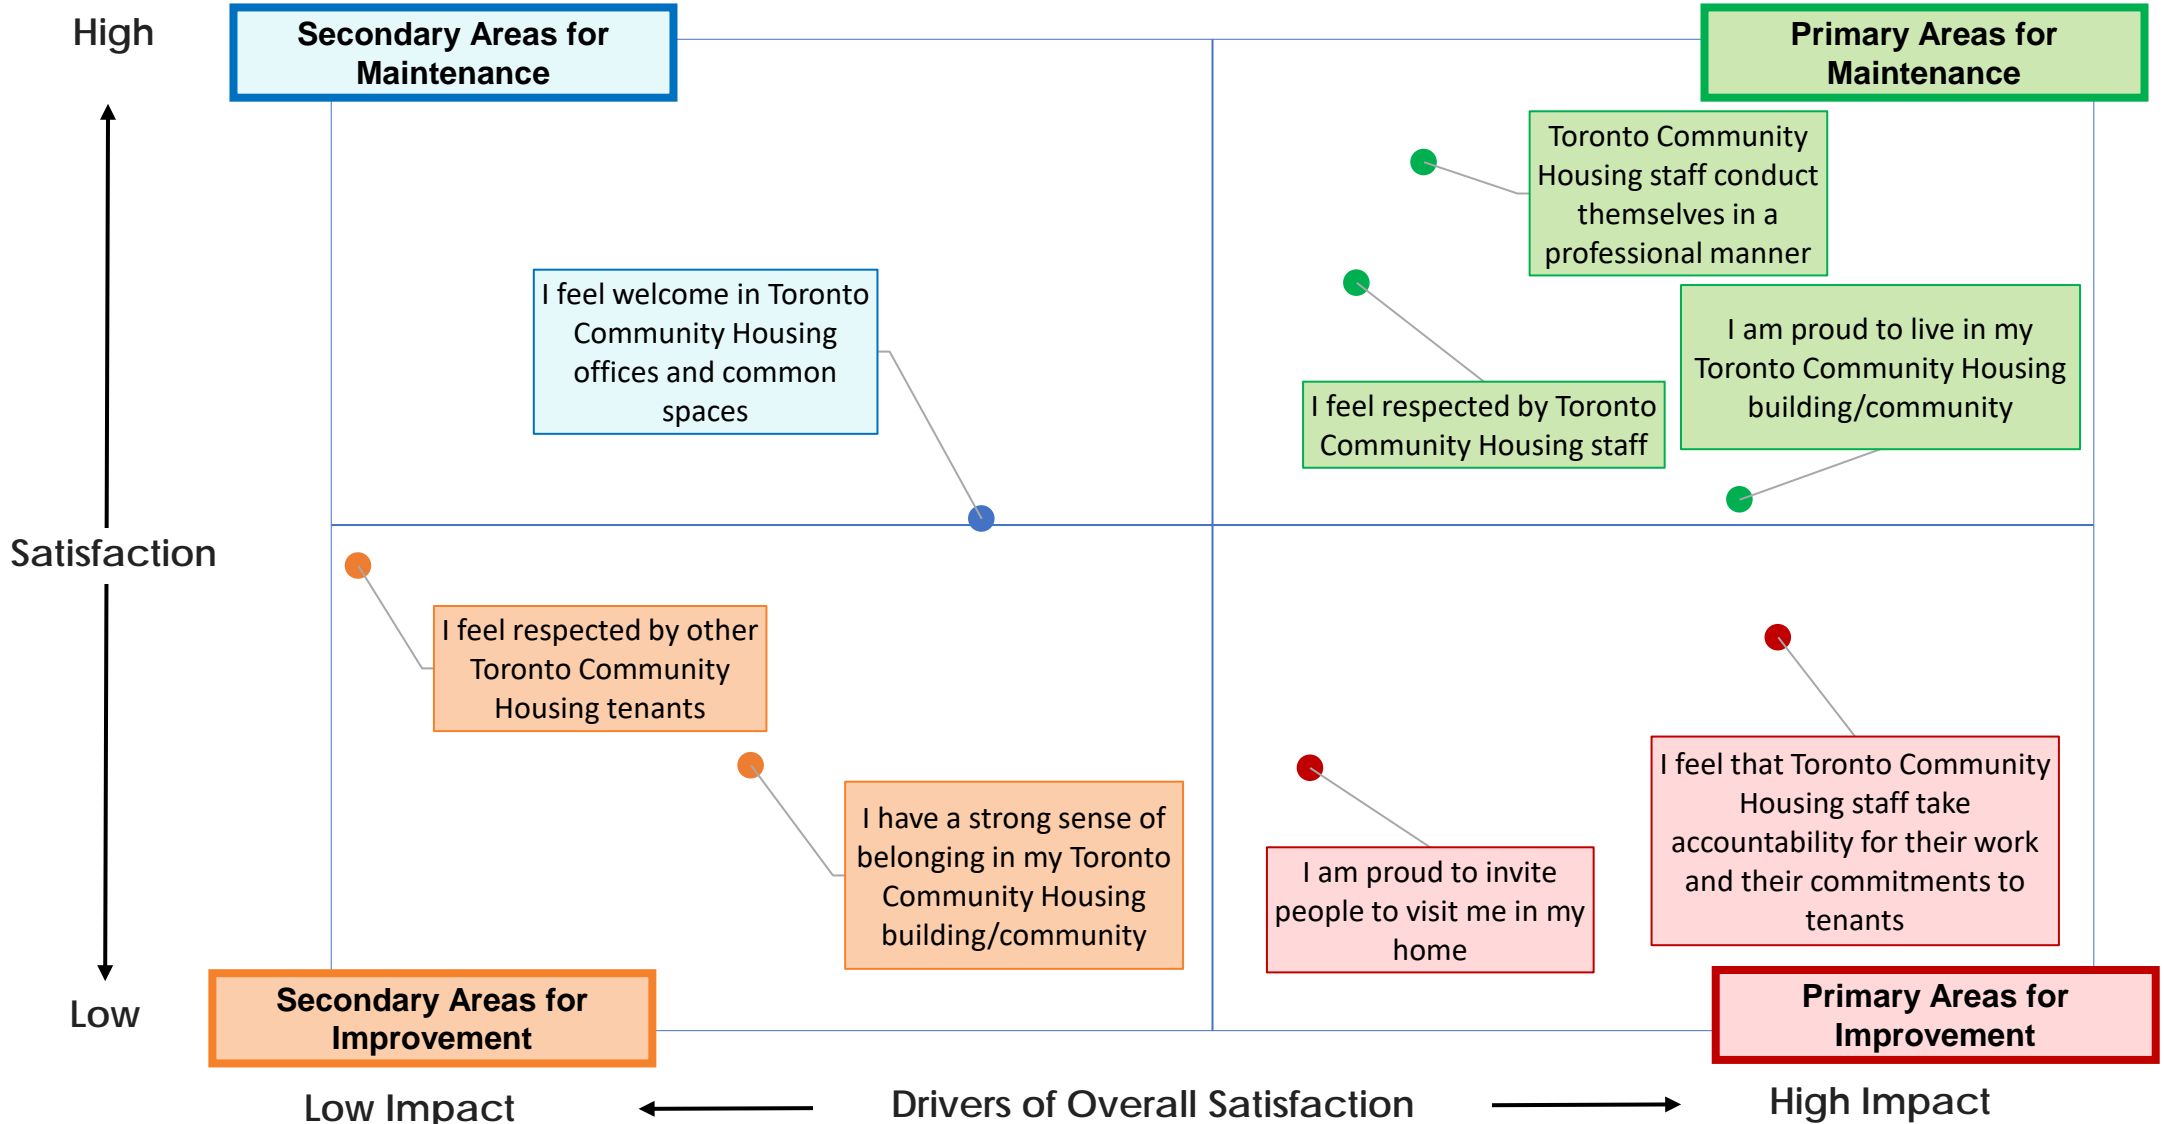 High
Secondary Areas for
Maintenance
Primary Areas for
Maintenance
Toronto Community
Housing staff conduct
themselves in a
professional manner
I feel welcome in Toronto
Community Housing
offices and common
spaces
I am proud to live in my
Toronto Community Housing
building/community
I feel respected by Toronto
Community Housing staff
Satisfaction
I feel respected by other
Toronto Community
Housing tenants
I have a strong sense of
belonging in my Toronto
Community Housing
building/community
I am proud to invite
people to visit me in my
home
I feel that Toronto Community
Housing staff take
accountability for their work
and their commitments to
tenants
Low
Secondary Areas for
Improvement
Primary Areas for
Improvement
Low Impact
Drivers of Overall Satisfaction
High Impact